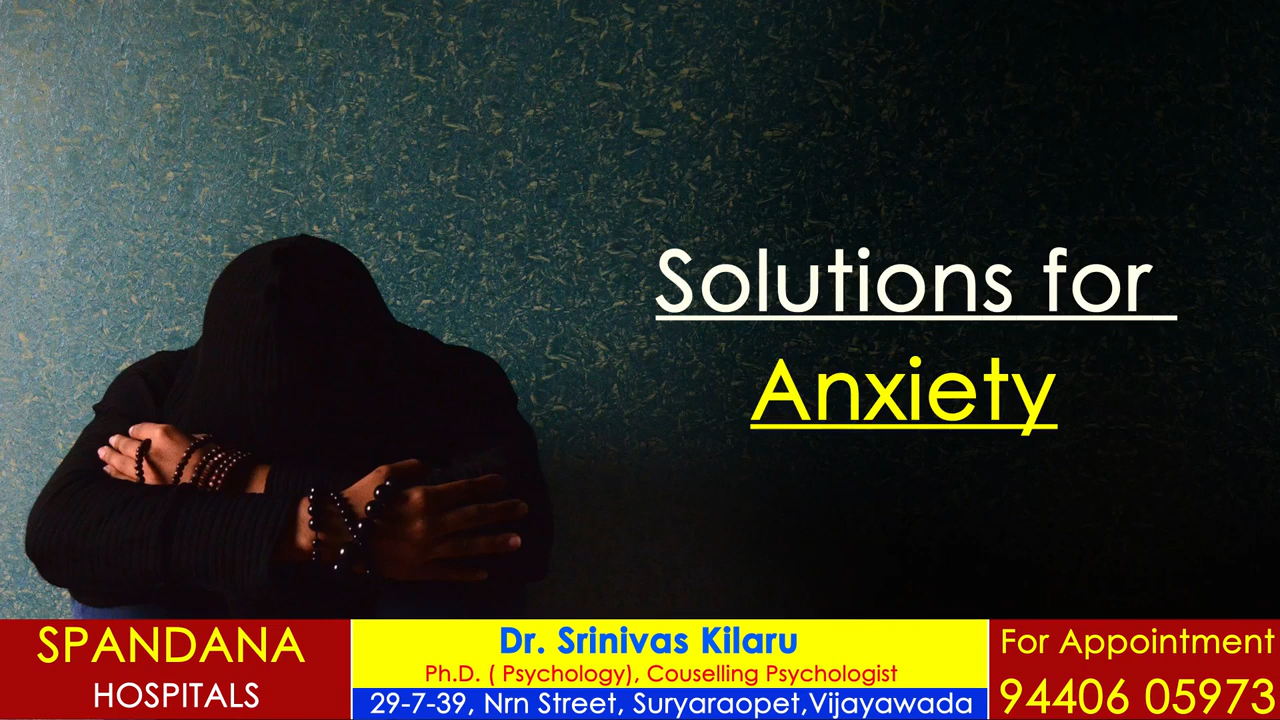 Solutions for
Anxiety
SPANDANA
HOSPITALS
Dr. Srinivas Kilaru
Ph.D. ( Psychology), Couselling Psychologist
29-7-39, Nrn Street, Suryaraopet,Vijayawada
For Appointment
94406 05973